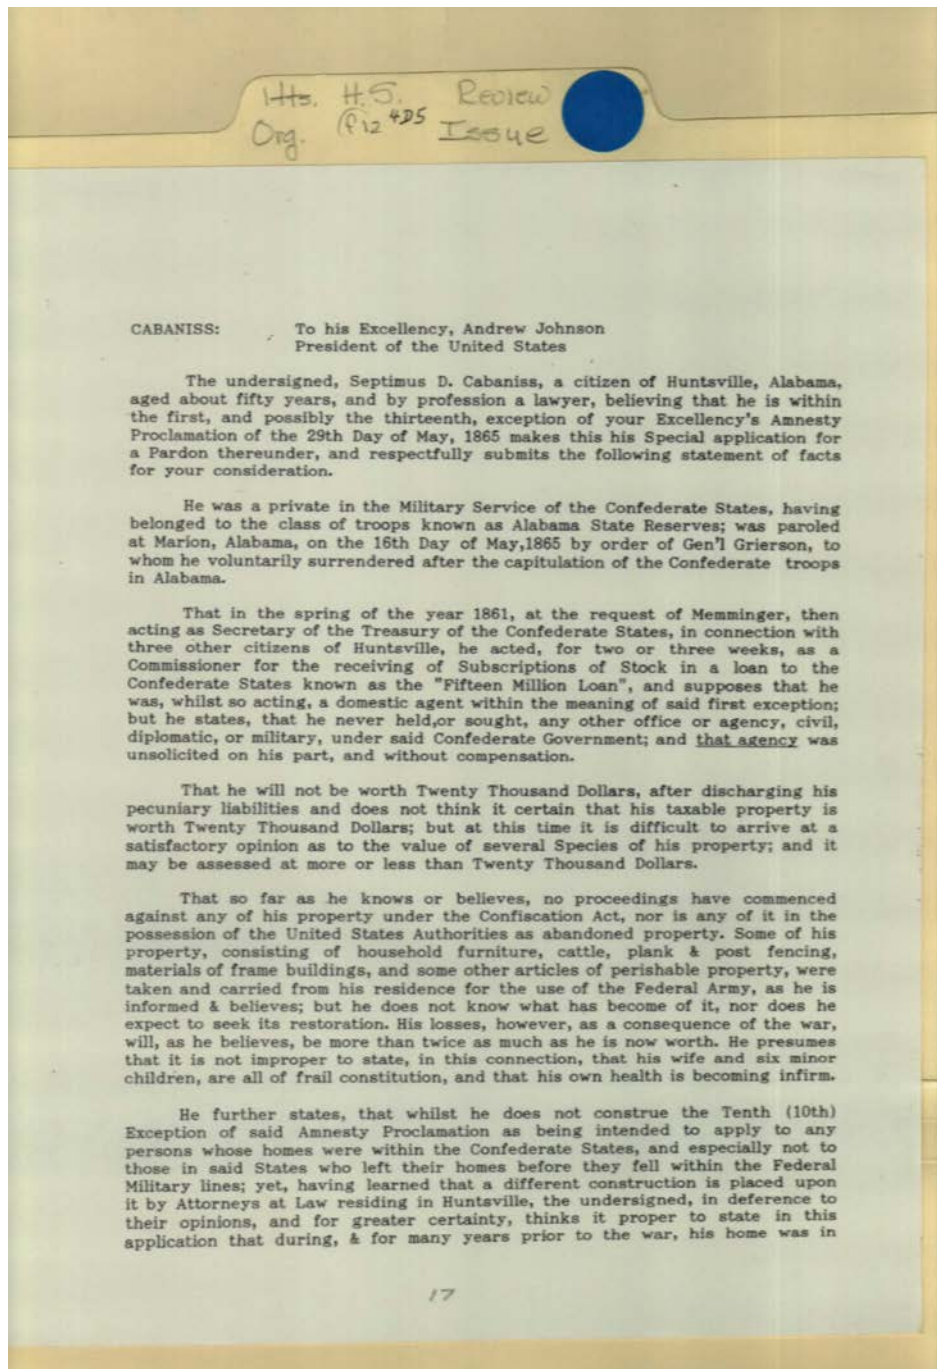 Hts. H.S. Review
Org. 4D5 Issue
CABANISS: To his Excellency, Andrew Johnson
President of the United States
The undersigned, Septimus D. Cabaniss, a citizen of Huntsville, Alabama,
aged about fifty years, and by profession a lawyer, believing that he is within
the first, and possibly the thirteenth, exception of your Excellency's Amnesty
Proclamation of the 29th Day of May, 1865 makes this his Special application for
a Pardon thereunder, and respectfully submits the following statement of facts
for your consideration.
He was a private in the Military Service of the Confederate States, having
belonged to the class of troops known as Alabama State Reserves; was paroled
at Marion, Alabama, on the 16th Day of May,1865 by order of Gen'l Grierson, to
whom he voluntarily surrendered after the capitulation of the Confederate troops
in Alabama.
That in the spring of the year 1861, at the request of Memminger, then
acting as Secretary of the Treasury of the Confederate States, in connection with
three other citizens of Huntsville, he acted, for two or three weeks, as a
Commissioner for the receiving of Subscriptions of Stock in a loan to the
Confederate States known as the "Fifteen Million Loan", and supposes that he
was, whilst so acting, a domestic agent within the meaning of said first exception;
but he states, that he never held,or sought, any other office or agency, civil,
diplomatic, or military, under said Confederate Government; and that agency was
unsolicited on his part, and without compensation.
That he will not be worth Twenty Thousand Dollars, after discharging his
pecuniary liabilities and does not think it certain that his taxable property is
worth Twenty Thousand Dollars; but at this time it is difficult to arrive at a
satisfactory opinion as to the value of several Species of his property; and it
may be assessed at more or less than Twenty Thousand Dollars.
That so far as he knows or believes, no proceedings have commenced
against any of his property under the Confiscation Act, nor is any of it in the
possession of the United States Authorities as abandoned property. Some of his
property, consisting of household furniture, cattle, plank & post fencing,
materials of frame buildings, and some other articles of perishable property, were
taken and carried from his residence for the use of the Federal Army, as he is
informed & believes; but he does not know what has become of it, nor does he
expect to seek its restoration. His losses, however, as a consequence of the war,
will, as he believes, be more than twice as much as he is now worth. He presumes
that it is not improper to state, in this connection, that his wife and six minor
children, are all of frail constitution, and that his own health is becoming infirm.
He further states, that whilst he does not construe the Tenth (10th)
Exception of said Amnesty Proclamation as being intended to apply to any
persons whose homes were within the Confederate States, and especially not to
those in said States who left their homes before they fell within the Federal
Military lines; yet, having learned that a different construction is placed upon
it by Attorneys at Law residing in Huntsville, the undersigned, in deference to
their opinions, and for greater certainty, thinks it proper to state in this
application that during, & for many years prior to the war, his home was in
17